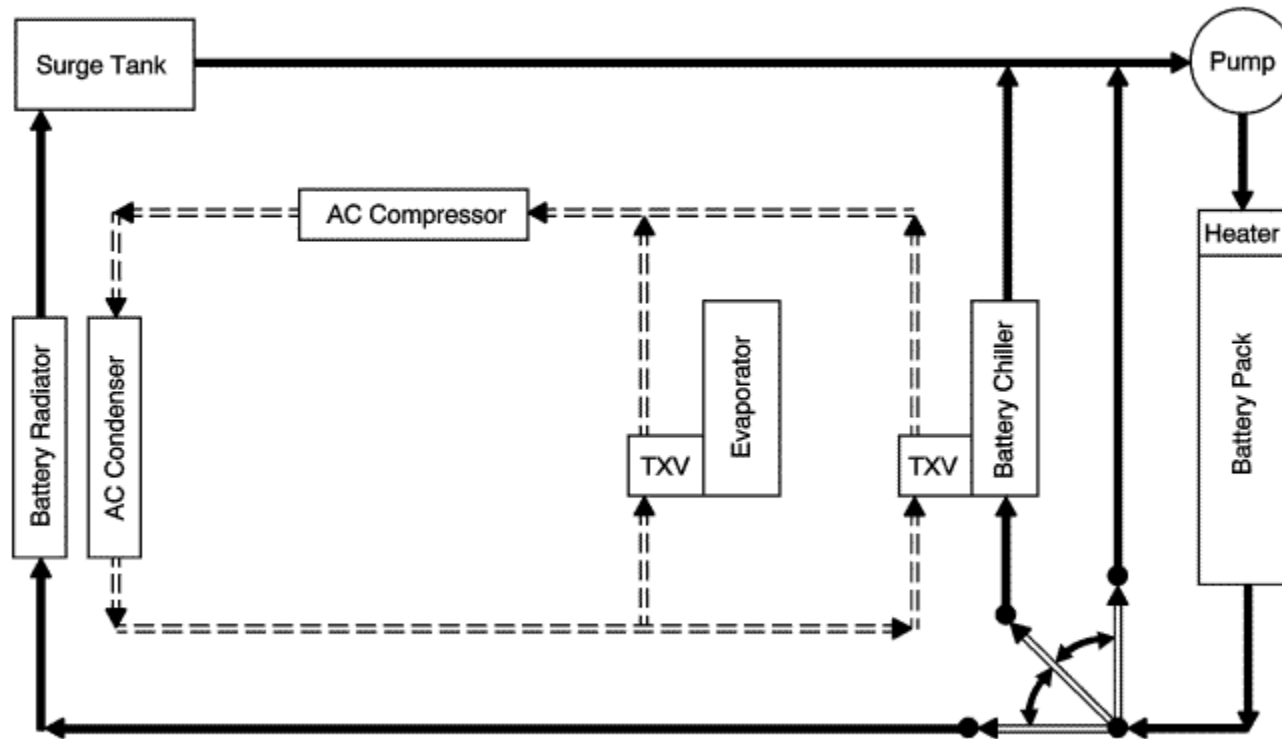 Surge Tank
Pump
AC Compressor
Heater
Battery Radiator
AC Condenser
Evaporator
TXV
Battery Chiller
TXV
Battery Pack